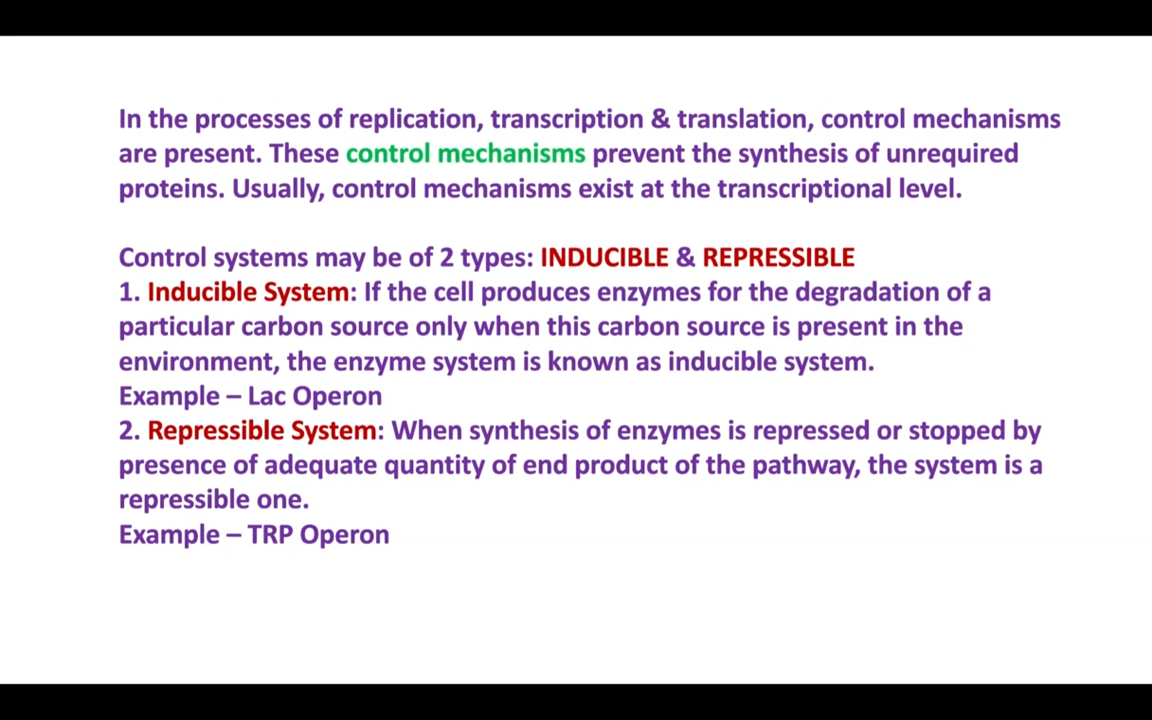 In the processes of replication, transcription & translation, control mechanisms
are present. These control mechanisms prevent the synthesis of unrequired
proteins. Usually, control mechanisms exist at the transcriptional level.
Control systems may be of 2 types: INDUCIBLE & REPRESSIBLE
1. Inducible System: If the cell produces enzymes for the degradation of a
particular carbon source only when this carbon source is present in the
environment, the enzyme system is known as inducible system.
Example – Lac Operon
2. Repressible System: When synthesis of enzymes is repressed or stopped by
presence of adequate quantity of end product of the pathway, the system is a
repressible one.
Example – TRP Operon